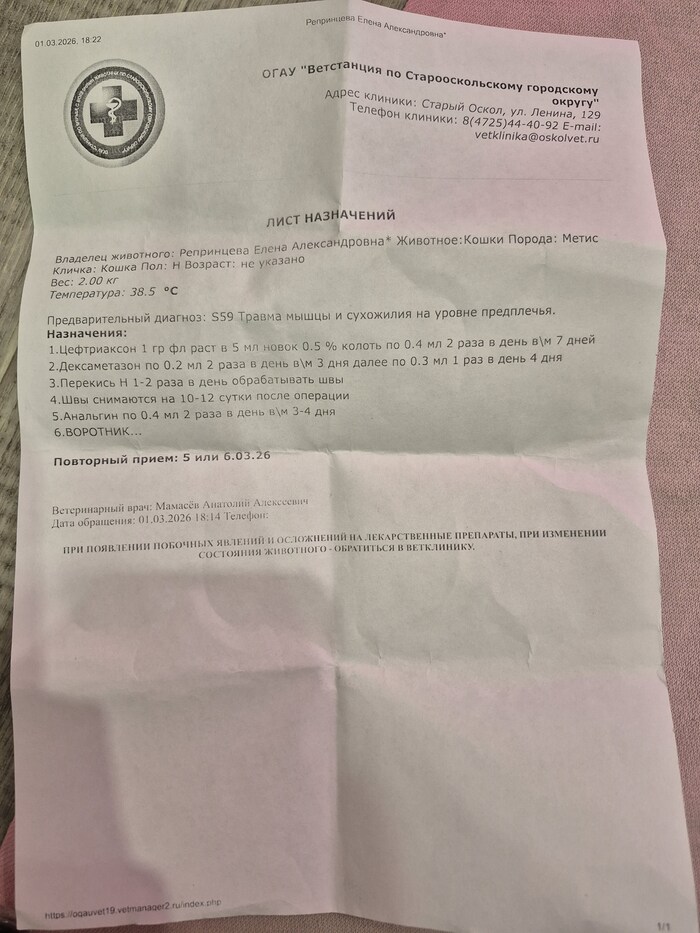 01.03.2026, 18:22
Репринцева Елена Александровна*
ОГАУ "Ветстанция по Старооскольскому городскому
округу"
Адрес клиники: Старый Оскол, ул. Ленина, 129
Телефон клиники: 8(4725)44-40-92 E-mail:
vetklinika@oskolvet.ru
ЛИСТ НАЗНАЧЕНИЙ
Владелец животного: Репринцева Елена Александровна* Животное:Кошки Порода: Метис
Кличка: Кошка Пол: Н Возраст: не указано
Вес: 2.00 кг
Температура: 38.5 °C
Предварительный диагноз: S59 Травма мышцы и сухожилия на уровне предплечья.
Назначения:
1.Цефтриаксон 1 гр фл раст в 5 мл новок 0.5 % колоть по 0.4 мл 2 раза в день в\м 7 дней
2.Дексаметазон по 0.2 мл 2 раза в день в\м 3 дня далее по 0.3 мл 1 раз в день 4 дня
3.Перекись Н 1-2 раза в день обрабатывать швы
4.Швы снимаются на 10-12 сутки после операции
5.Анальгин по 0.4 мл 2 раза в день в\м 3-4 дня
6.ВОРОТНИК...
Повторный прием: 5 или 6.03.26
Ветеринарный врач: Мамасёв Анатолий Алексеевич
Дата обращения: 01.03.2026 18:14 Телефон:
ПРИ ПОЯВЛЕНИИ ПОБОЧНЫХ ЯВЛЕНИЙ И ОСЛОЖНЕНИЙ НА ЛЕКАРСТВЕННЫЕ ПРЕПАРАТЫ, ПРИ ИЗМЕНЕНИИ
СОСТОЯНИЯ ЖИВОТНОГО - ОБРАТИТЬСЯ В ВЕТКЛИНИКУ.
https://ogauvet19.vetmanager2.ru/index.php
1/1